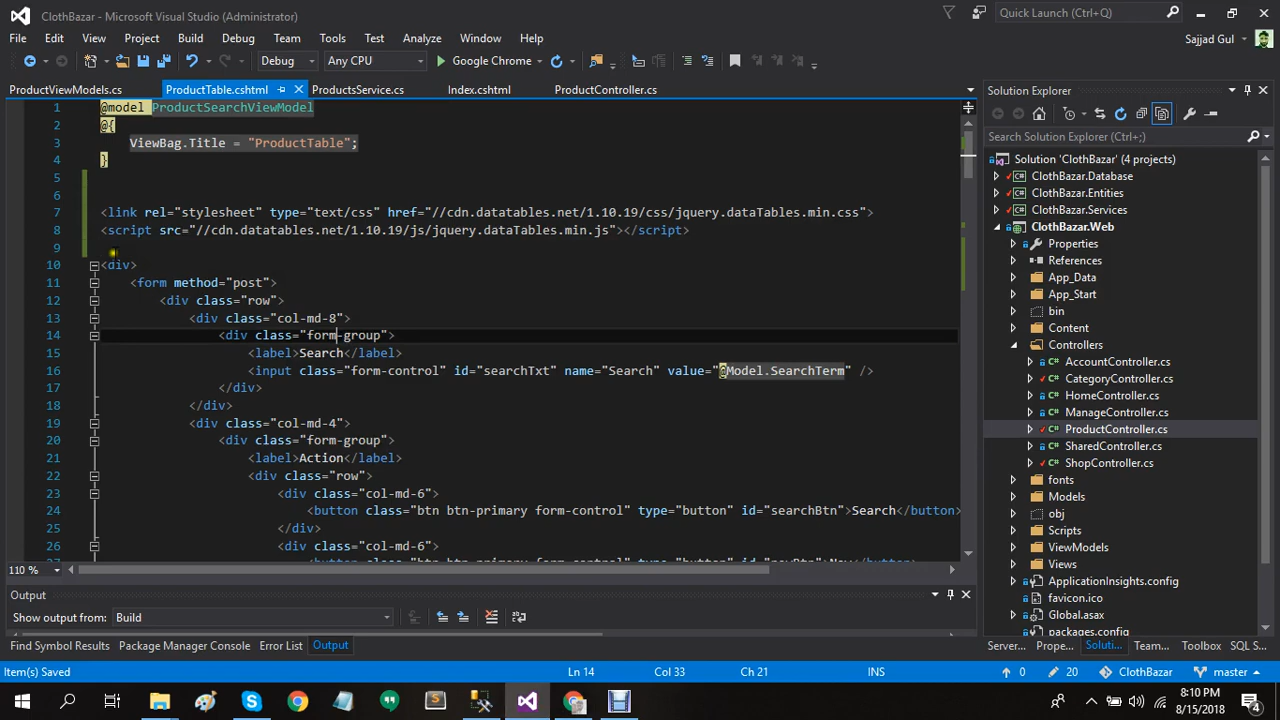 ClothBazar - Microsoft Visual Studio (Administrator)
Quick Launch (Ctrl+Q)
File Edit View Project Build Debug Team Tools Test Analyze Window Help
Sajjad Gul
Debug Any CPU Google Chrome
ProductViewModels.cs ProductTable.cshtml ProductsService.cs Index.cshtml ProductController.cs
1 @model ProductSearchViewModel
2 @{
3 ViewBag.Title = "ProductTable";
4 }
5
6
7 <link rel="stylesheet" type="text/css" href="//cdn.datatables.net/1.10.19/css/jquery.dataTables.min.css">
8 <script src="//cdn.datatables.net/1.10.19/js/jquery.dataTables.min.js"></script>
9
10 <div>
11 <form method="post">
12 <div class="row">
13 <div class="col-md-8">
14 <div class="form-group">
15 <label>Search</label>
16 <input class="form-control" id="searchTxt" name="Search" value="@Model.SearchTerm" />
17 </div>
18 </div>
19 <div class="col-md-4">
20 <div class="form-group">
21 <label>Action</label>
22 <div class="row">
23 <div class="col-md-6">
24 <button class="btn btn-primary form-control" type="button" id="searchBtn">Search</button>
25 </div>
26 <div class="col-md-6">
110 %
Solution Explorer
Search Solution Explorer (Ctrl+;)
Solution 'ClothBazar' (4 projects)
ClothBazar.Database
ClothBazar.Entities
ClothBazar.Services
ClothBazar.Web
Properties
References
App_Data
App_Start
bin
Content
Controllers
AccountController.cs
CategoryController.cs
HomeController.cs
ManageController.cs
ProductController.cs
SharedController.cs
ShopController.cs
fonts
Models
obj
Scripts
ViewModels
Views
ApplicationInsights.config
favicon.ico
Global.asax
packages.config
Output
Show output from: Build
Find Symbol Results Package Manager Console Error List Output
Server... Prope... Soluti... Team... Toolbox SQL S...
Item(s) Saved Ln 14 Col 33 Ch 21 INS 0 20 ClothBazar master
8:10 PM
8/15/2018
4